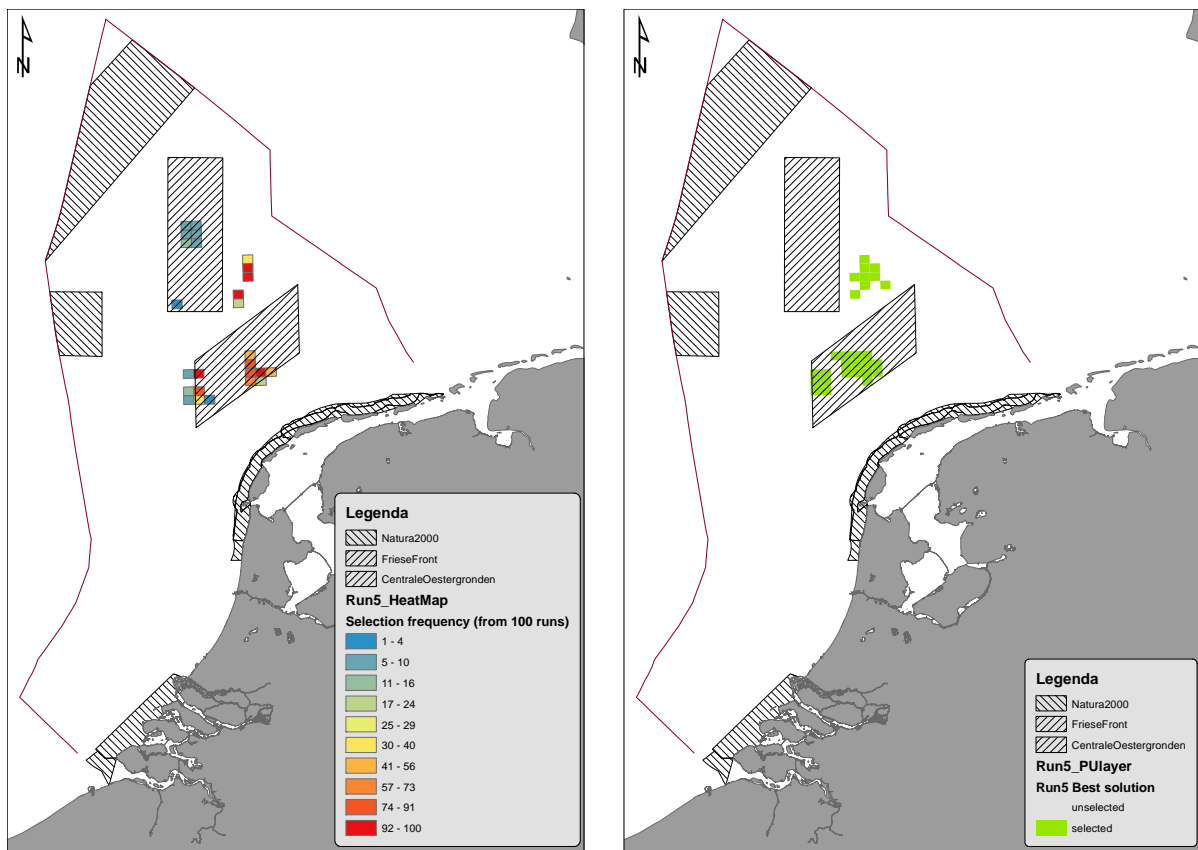 N
Legenda
Natura2000
FrieseFront
CentraleOestergronden
Run5_HeatMap
Selection frequency (from 100 runs)
1 - 4
5 - 10
11 - 16
17 - 24
25 - 29
30 - 40
41 - 56
57 - 73
74 - 91
92 - 100
N
Legenda
Natura2000
FrieseFront
CentraleOestergronden
Run5_PUlayer
Run5 Best solution
unselected
selected